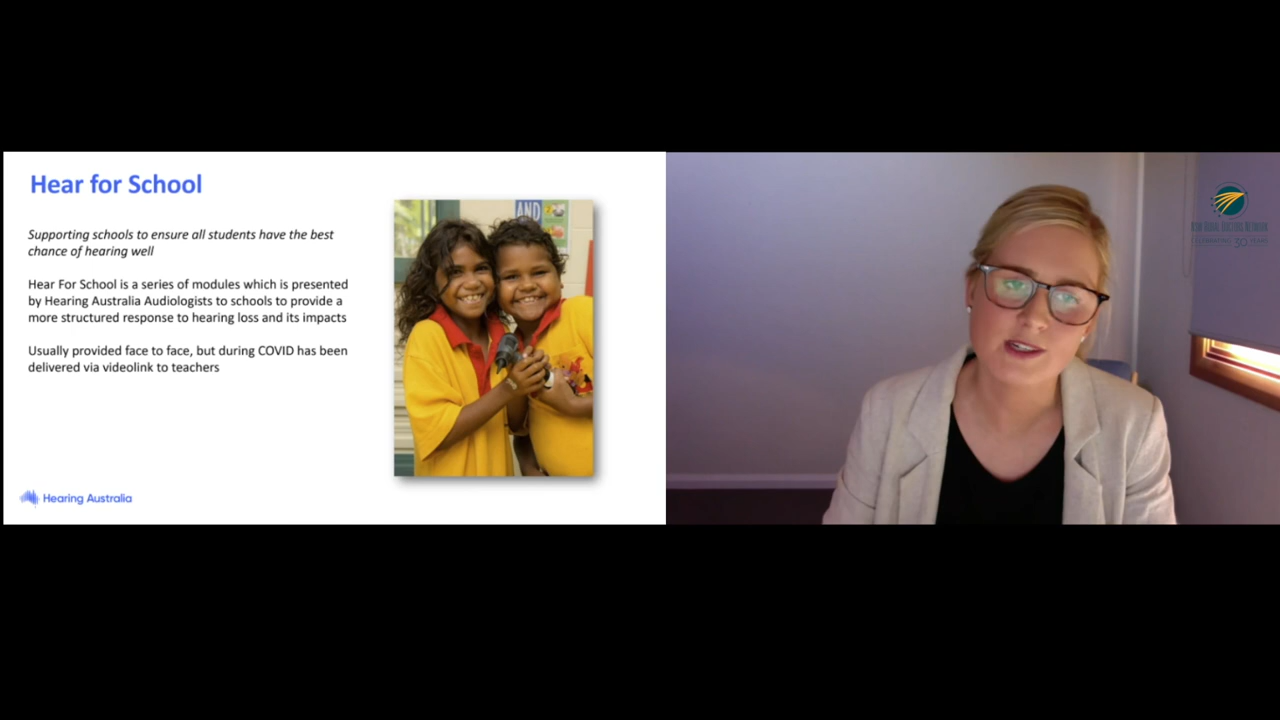 Hear for School
Supporting schools to ensure all students have the best
chance of hearing well
Hear For School is a series of modules which is presented
by Hearing Australia Audiologists to schools to provide a
more structured response to hearing loss and its impacts
Usually provided face to face, but during COVID has been
delivered via videolink to teachers
Hearing Australia
AND
30